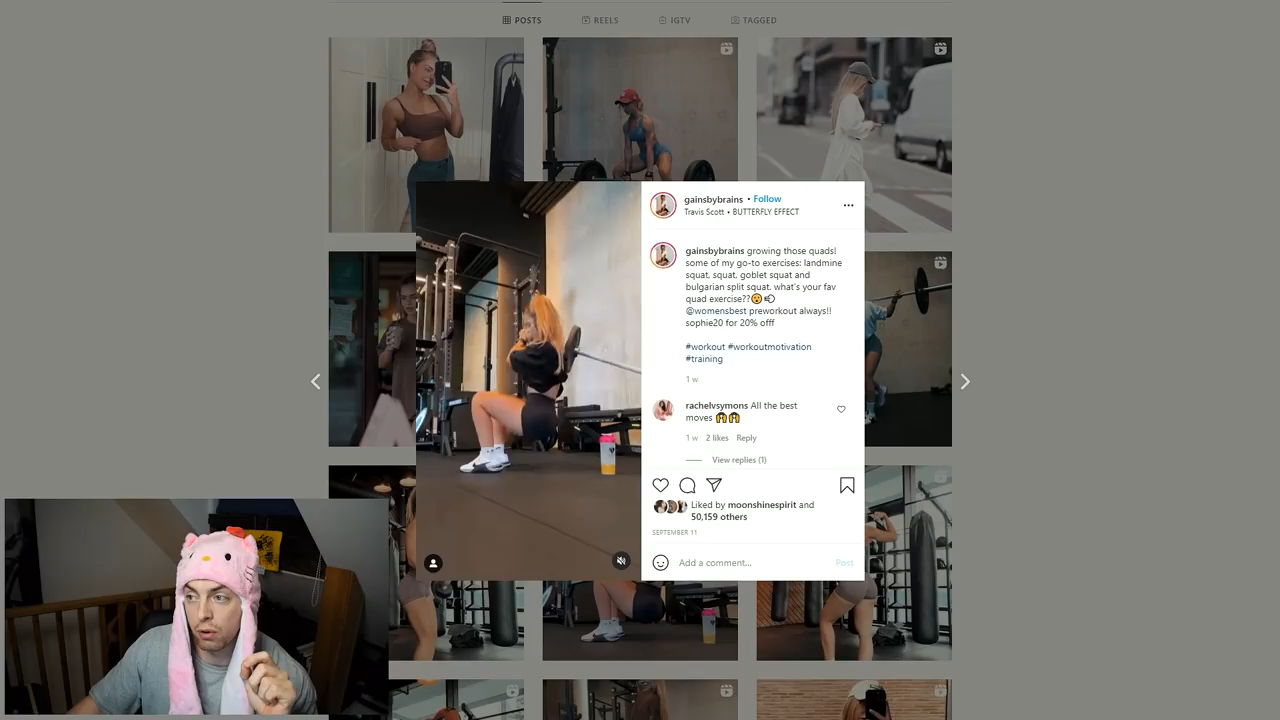 POSTS
REELS
IGTV
TAGGED
gainsbybrains • Follow
Travis Scott • BUTTERFLY EFFECT
gainsbybrains growing those quads!
some of my go-to exercises: landmine
squat, squat, goblet squat and
bulgarian split squat. what's your fav
quad exercise??
@womensbest preworkout always!!
sophie20 for 20% offf
#workout #workoutmotivation
#training
1 w
rachelvsymons All the best
moves
1 w 2 likes Reply
View replies (1)
Liked by moonshinespirit and
50,159 others
SEPTEMBER 11
Add a comment... Post